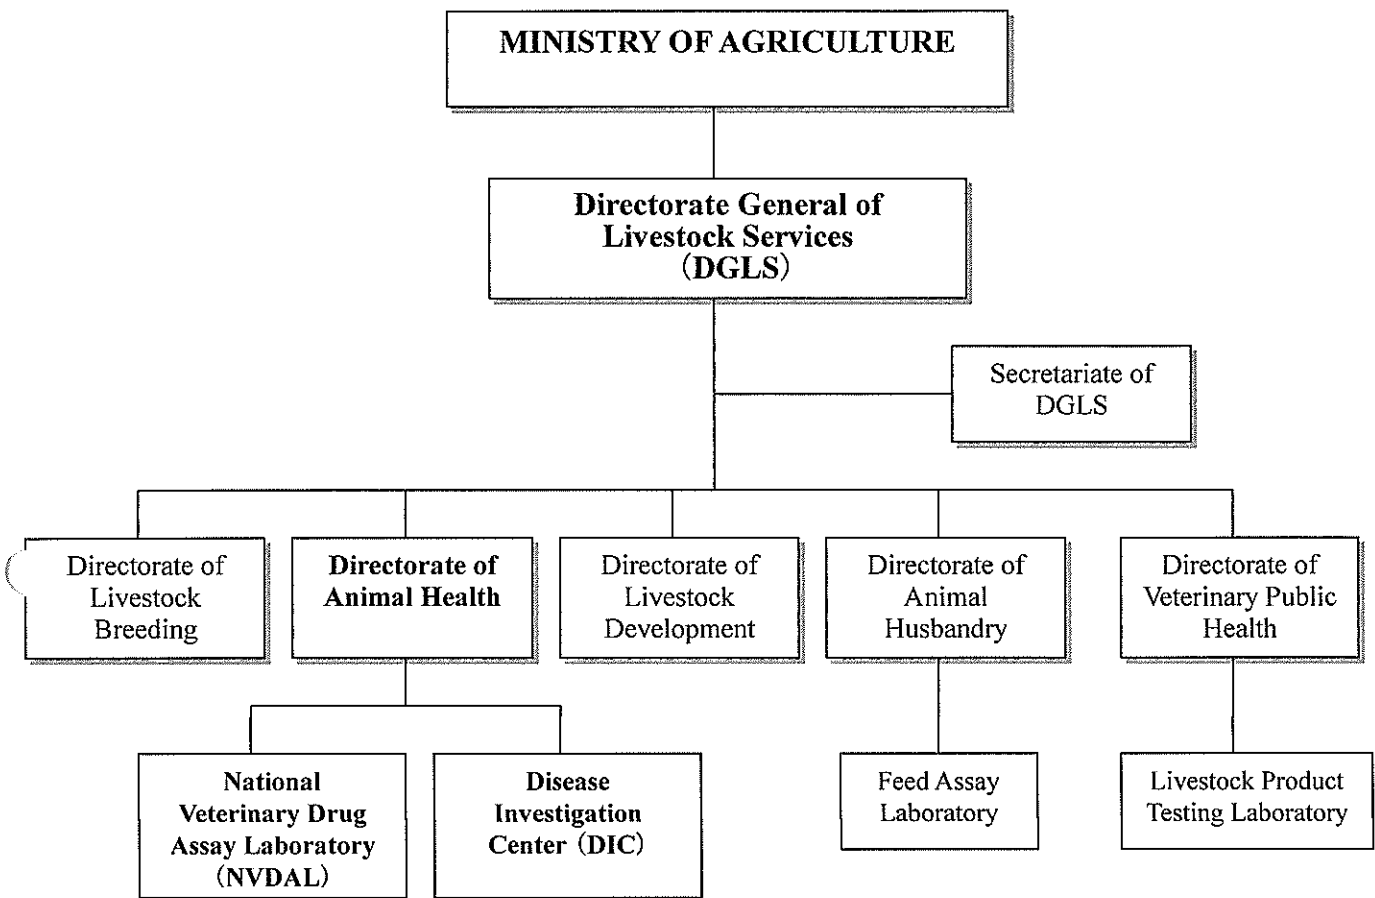 MINISTRY OF AGRICULTURE
Directorate General of
Livestock Services
(DGLS)
Secretariate of
DGLS
Directorate of
Livestock
Breeding
Directorate of
Animal Health
Directorate of
Livestock
Development
Directorate of
Animal
Husbandry
Directorate of
Veterinary Public
Health
National
Veterinary Drug
Assay Laboratory
(NVDAL)
Disease
Investigation
Center (DIC)
Feed Assay
Laboratory
Livestock Product
Testing Laboratory